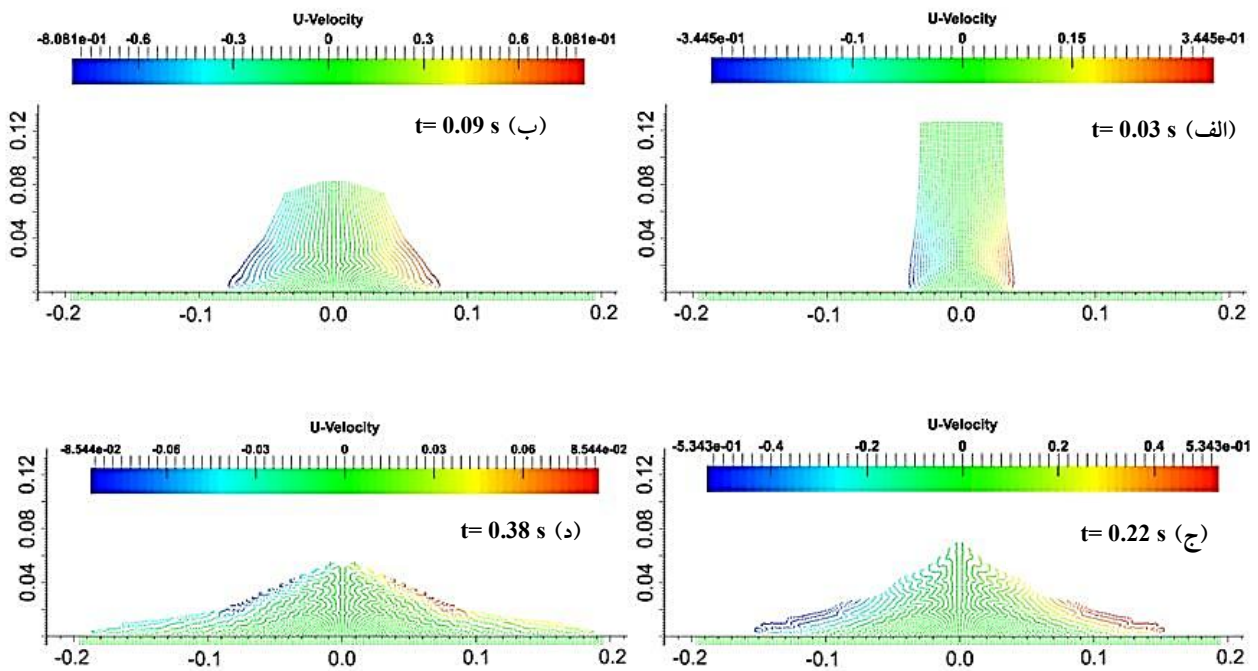 U-Velocity
-8.081e-01 -0.6 -0.3 0 0.3 0.6 8.081e-01
(ب) t= 0.09 s
0.12
0.08
0.04
-0.2 -0.1 0.0 0.1 0.2
U-Velocity
-3.445e-01 -0.1 0 0.15 3.445e-01
(الف) t= 0.03 s
0.12
0.08
0.04
-0.2 -0.1 0.0 0.1 0.2
U-Velocity
-8.544e-02 -0.06 -0.03 0 0.03 0.06 8.544e-02
(د) t= 0.38 s
0.12
0.08
0.04
-0.2 -0.1 0.0 0.1 0.2
U-Velocity
-5.343e-01 -0.4 -0.2 0 0.2 0.4 5.343e-01
(ج) t= 0.22 s
0.12
0.08
0.04
-0.2 -0.1 0.0 0.1 0.2